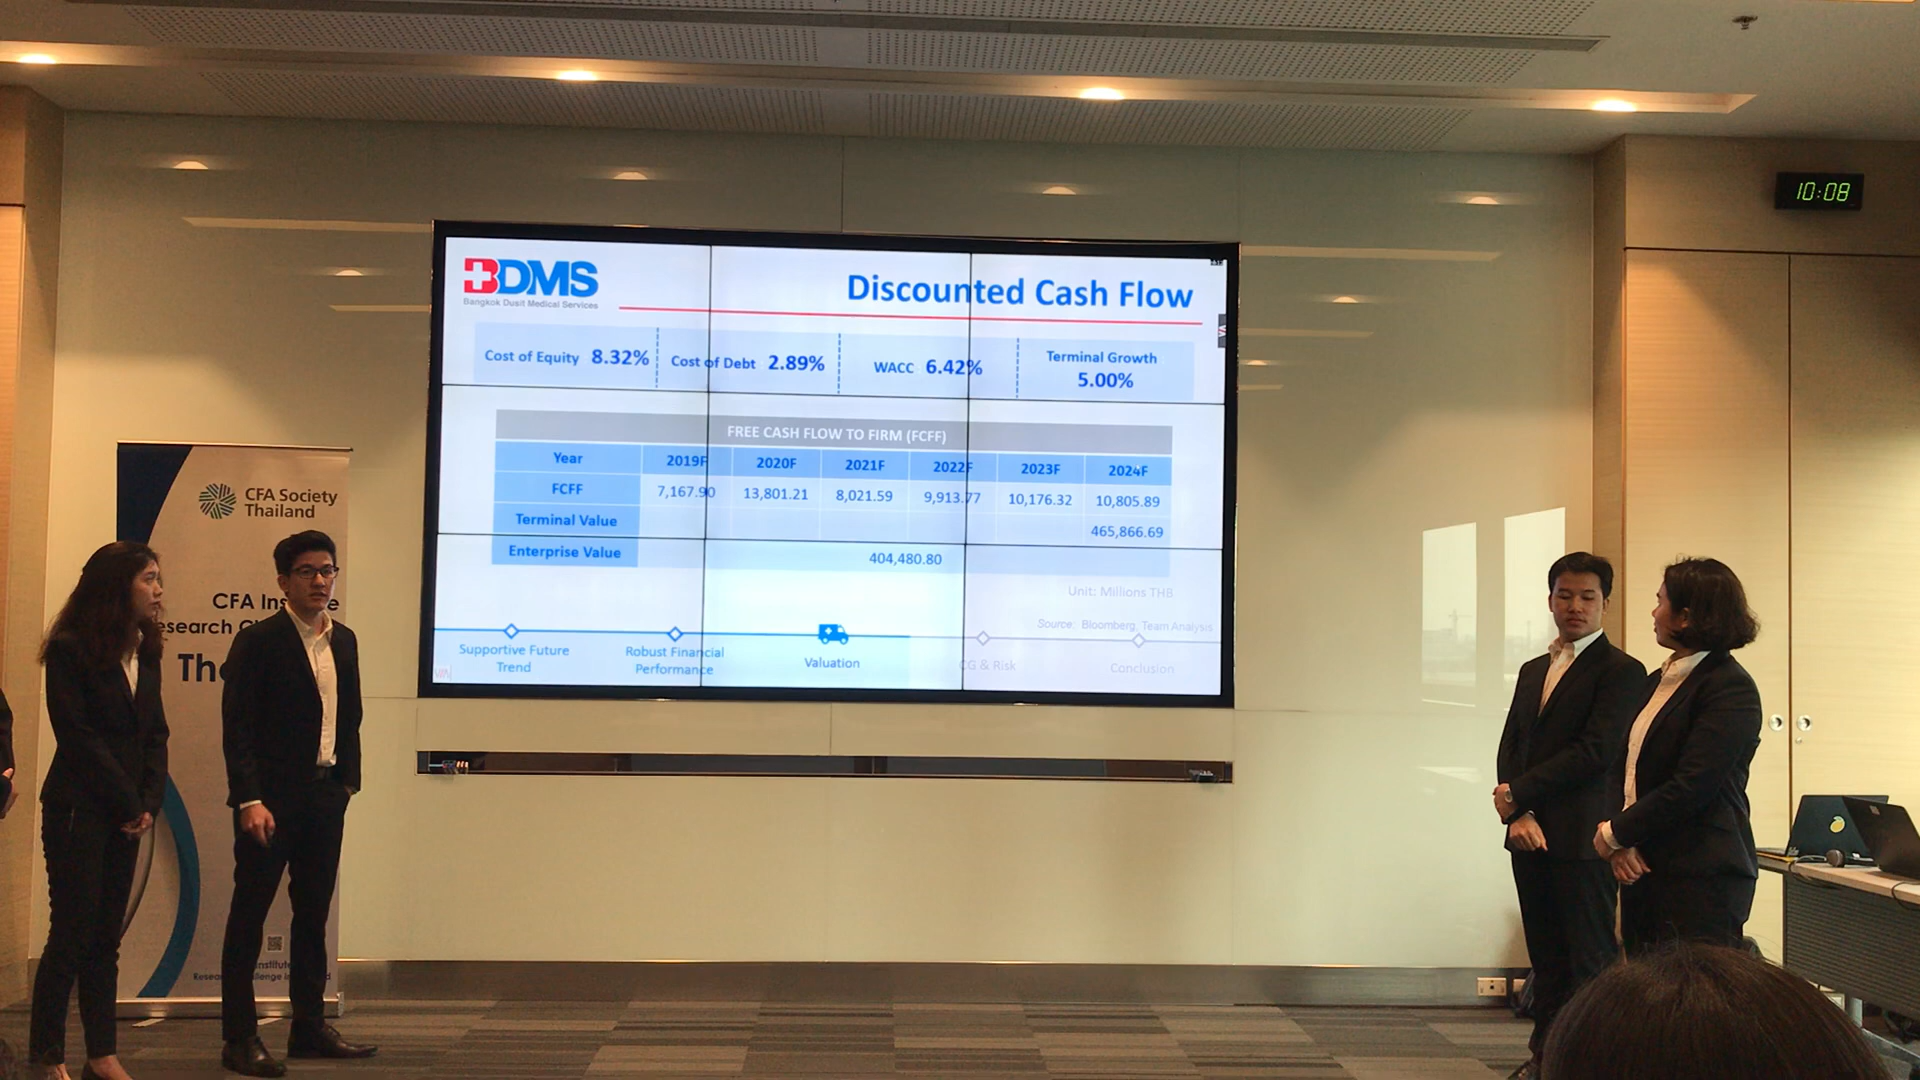 10:08
BDMS
Bangkok Dusit Medical Services
Discounted Cash Flow
Cost of Equity 8.32%
Cost of Debt 2.89%
WACC 6.42%
Terminal Growth
5.00%
FREE CASH FLOW TO FIRM (FCFF)
Year 2019F 2020F 2021F 2022F 2023F 2024F
FCFF 7,167.90 13,801.21 8,021.59 9,913.77 10,176.32 10,805.89
Terminal Value 465,866.69
Enterprise Value 404,480.80
Unit: Millions THB
Source: Bloomberg, Team Analysis
Supportive Future
Trend
Robust Financial
Performance
Valuation
CG & Risk
Conclusion
CFA Society
Thailand
CFA